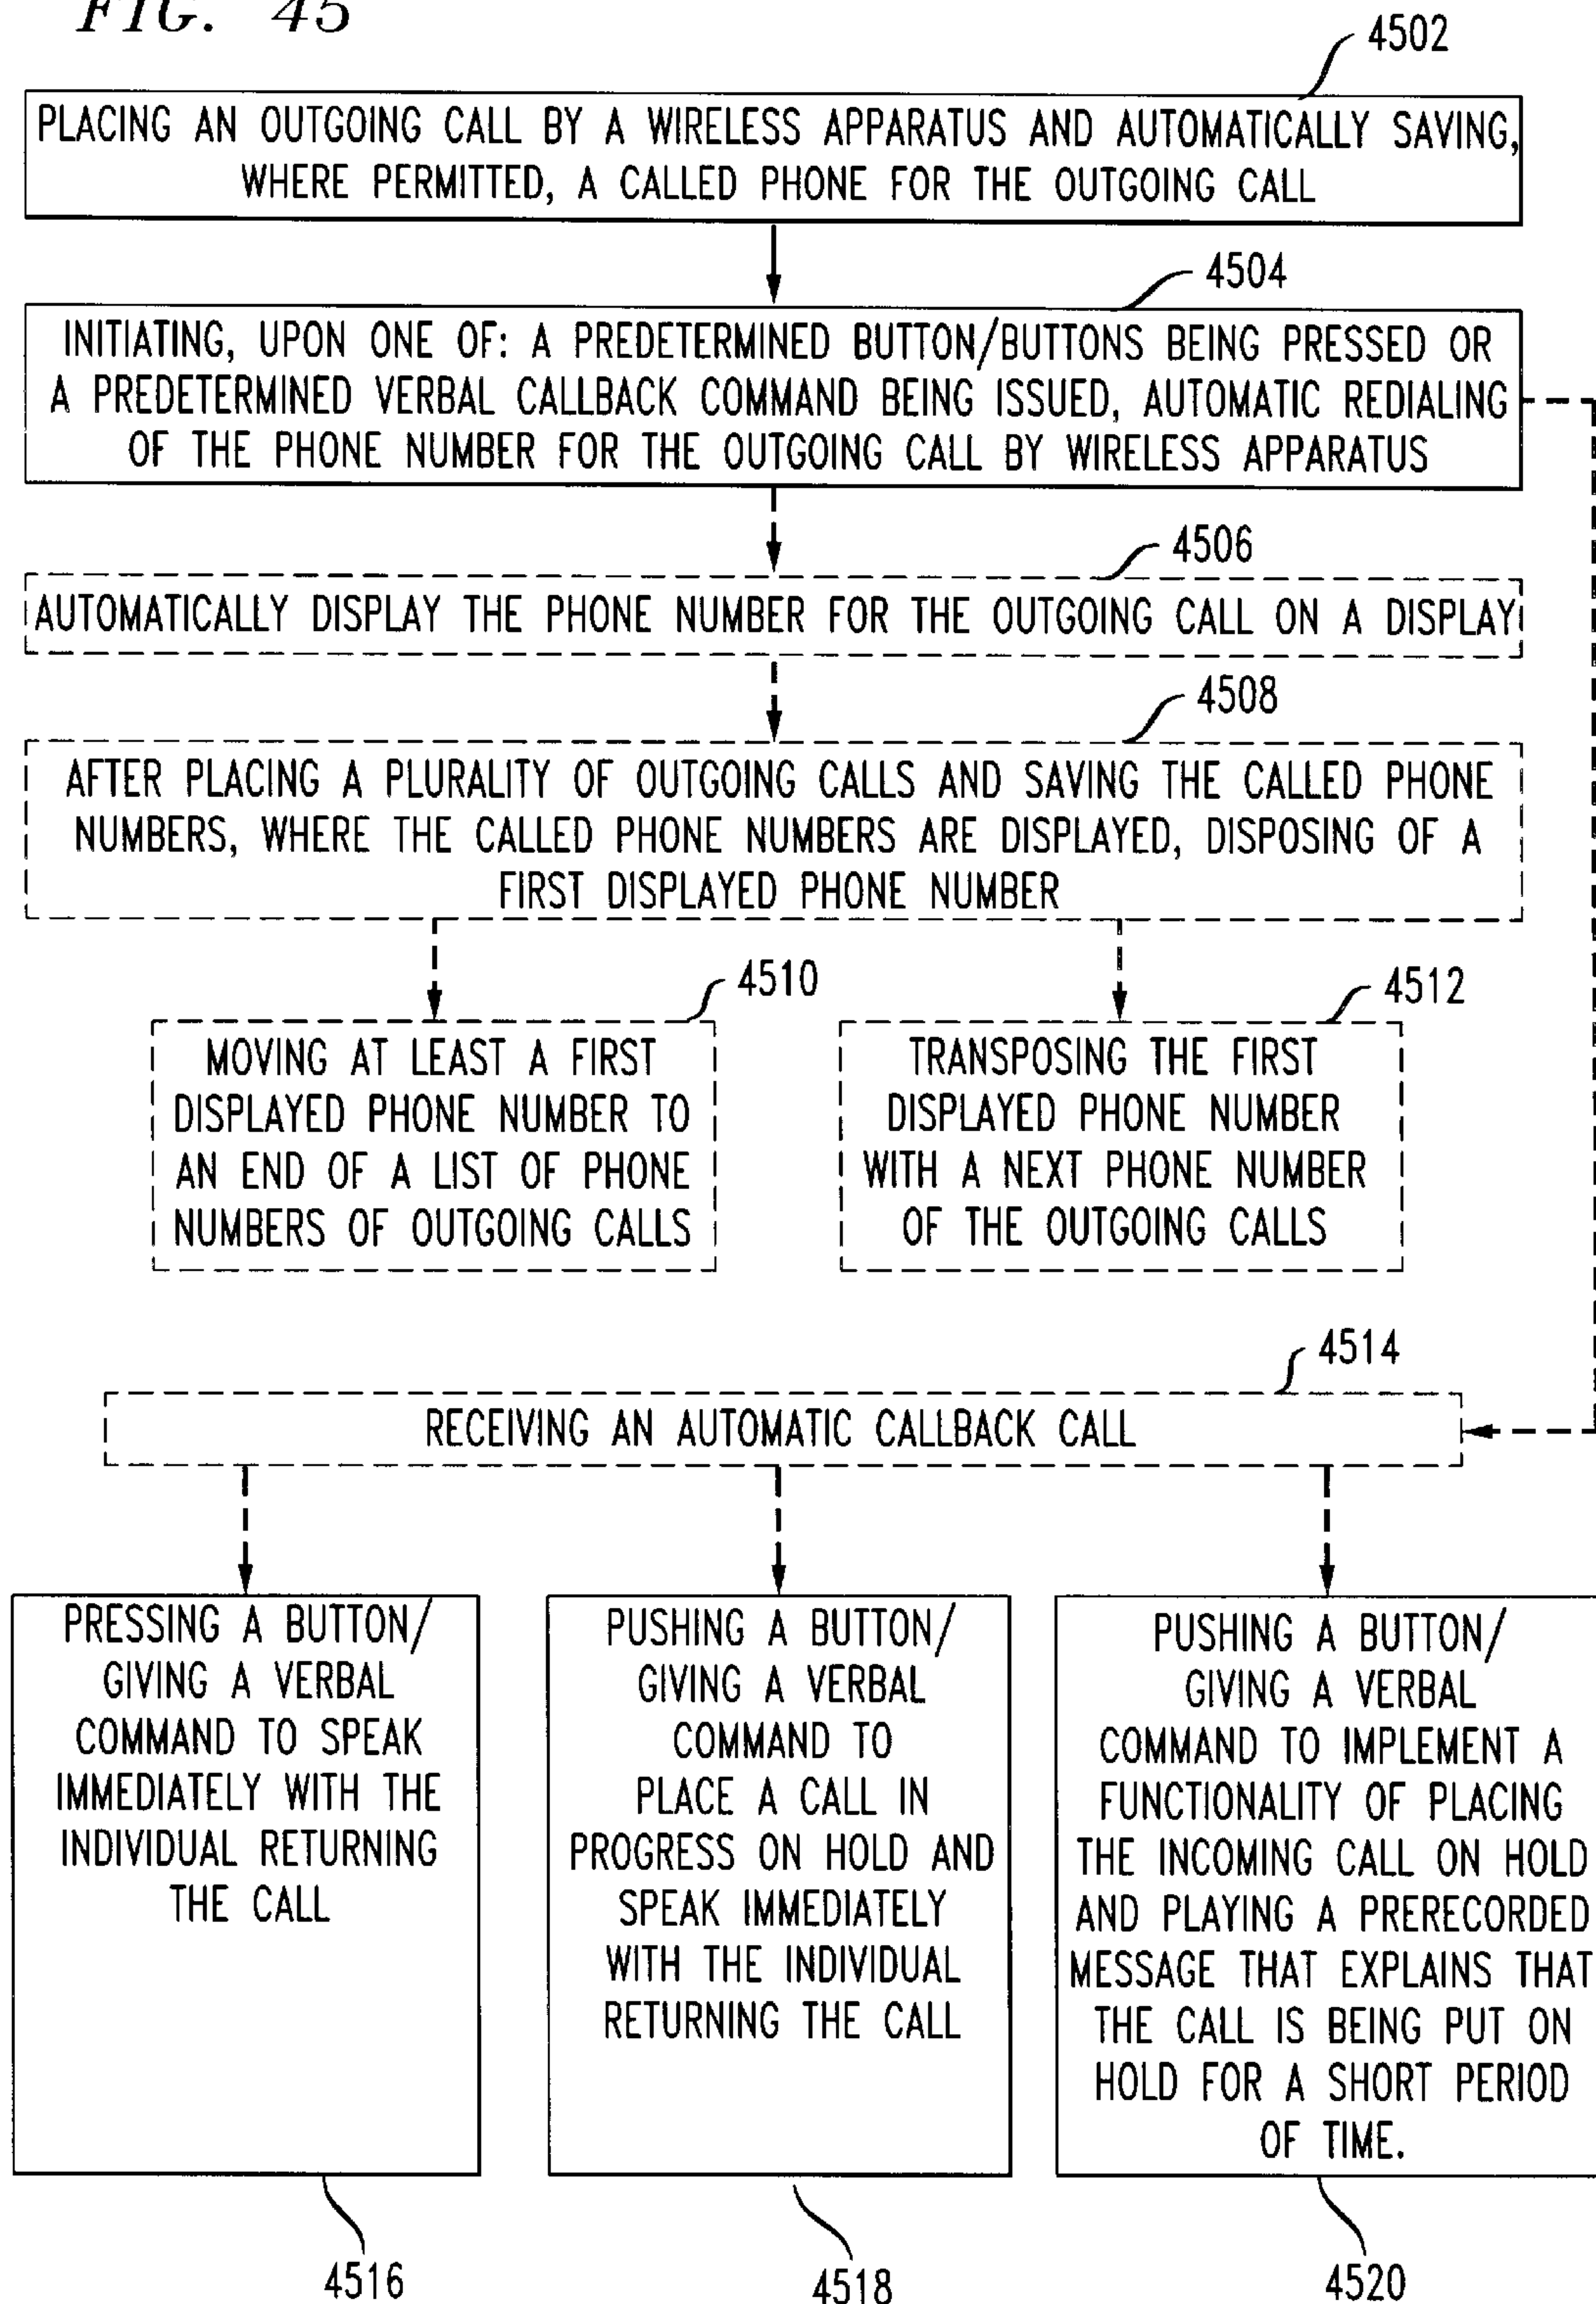 FIG. 45
4502
PLACING AN OUTGOING CALL BY A WIRELESS APPARATUS AND AUTOMATICALLY SAVING,
WHERE PERMITTED, A CALLED PHONE FOR THE OUTGOING CALL
4504
INITIATING, UPON ONE OF: A PREDETERMINED BUTTON/BUTTONS BEING PRESSED OR
A PREDETERMINED VERBAL CALLBACK COMMAND BEING ISSUED, AUTOMATIC REDIALING
OF THE PHONE NUMBER FOR THE OUTGOING CALL BY WIRELESS APPARATUS
4506
AUTOMATICALLY DISPLAY THE PHONE NUMBER FOR THE OUTGOING CALL ON A DISPLAY
4508
AFTER PLACING A PLURALITY OF OUTGOING CALLS AND SAVING THE CALLED PHONE
NUMBERS, WHERE THE CALLED PHONE NUMBERS ARE DISPLAYED, DISPOSING OF A
FIRST DISPLAYED PHONE NUMBER
4510
MOVING AT LEAST A FIRST
DISPLAYED PHONE NUMBER TO
AN END OF A LIST OF PHONE
NUMBERS OF OUTGOING CALLS
4512
TRANSPOSING THE FIRST
DISPLAYED PHONE NUMBER
WITH A NEXT PHONE NUMBER
OF THE OUTGOING CALLS
4514
RECEIVING AN AUTOMATIC CALLBACK CALL
PRESSING A BUTTON/
GIVING A VERBAL
COMMAND TO SPEAK
IMMEDIATELY WITH THE
INDIVIDUAL RETURNING
THE CALL
4516
PUSHING A BUTTON/
GIVING A VERBAL
COMMAND TO
PLACE A CALL IN
PROGRESS ON HOLD AND
SPEAK IMMEDIATELY
WITH THE INDIVIDUAL
RETURNING THE CALL
4518
PUSHING A BUTTON/
GIVING A VERBAL
COMMAND TO IMPLEMENT A
FUNCTIONALITY OF PLACING
THE INCOMING CALL ON HOLD
AND PLAYING A PRERECORDED
MESSAGE THAT EXPLAINS THAT
THE CALL IS BEING PUT ON
HOLD FOR A SHORT PERIOD
OF TIME.
4520